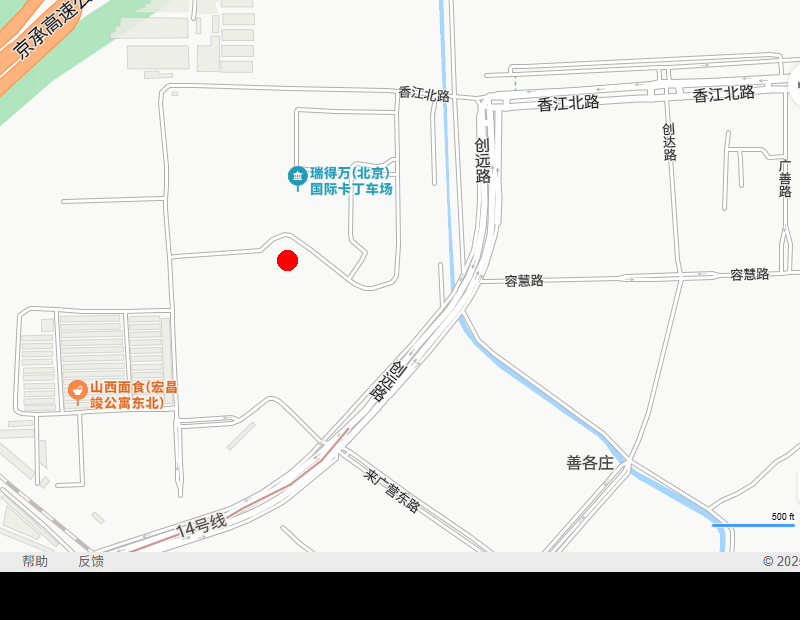 京承高速公
香江北路
香江北路
香江北路
创远路
创达路
广善路
瑞得万(北京)
国际卡丁车场
容慧路
容慧路
山西面食(宏昌
竣公寓东北)
创远路
善各庄
来广营东路
14号线
500 ft
帮助
反馈
© 202